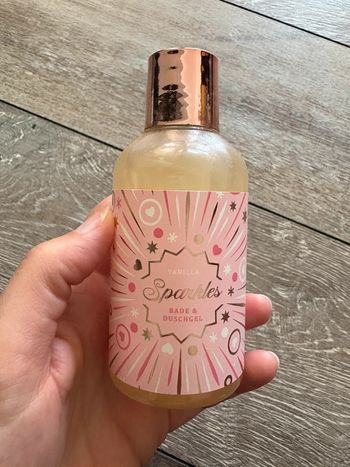 VANILLA
Sparkles
BADE &
DUSCHGEL